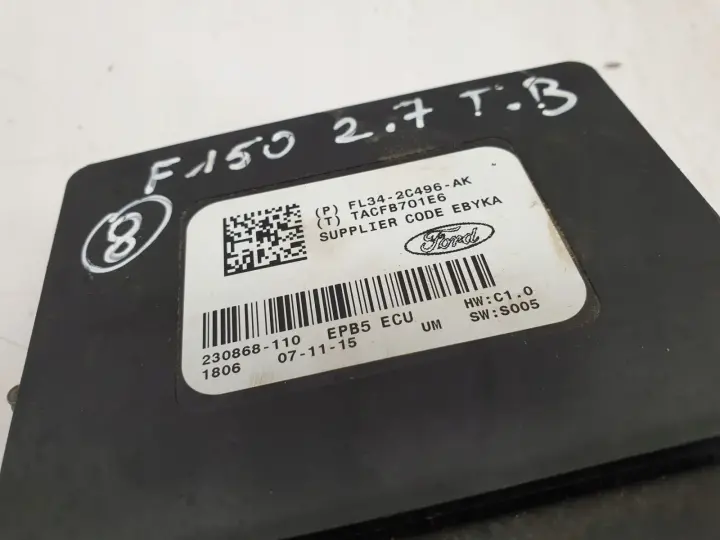 F150 2.7 T.B
8
(P) FL34-2C496-AK
(T) TACFB701E6
SUPPLIER CODE EBYKA
Ford
230868-110 EPB5 ECU UM HW:C1.0
1806 07-11-15 SW:S005